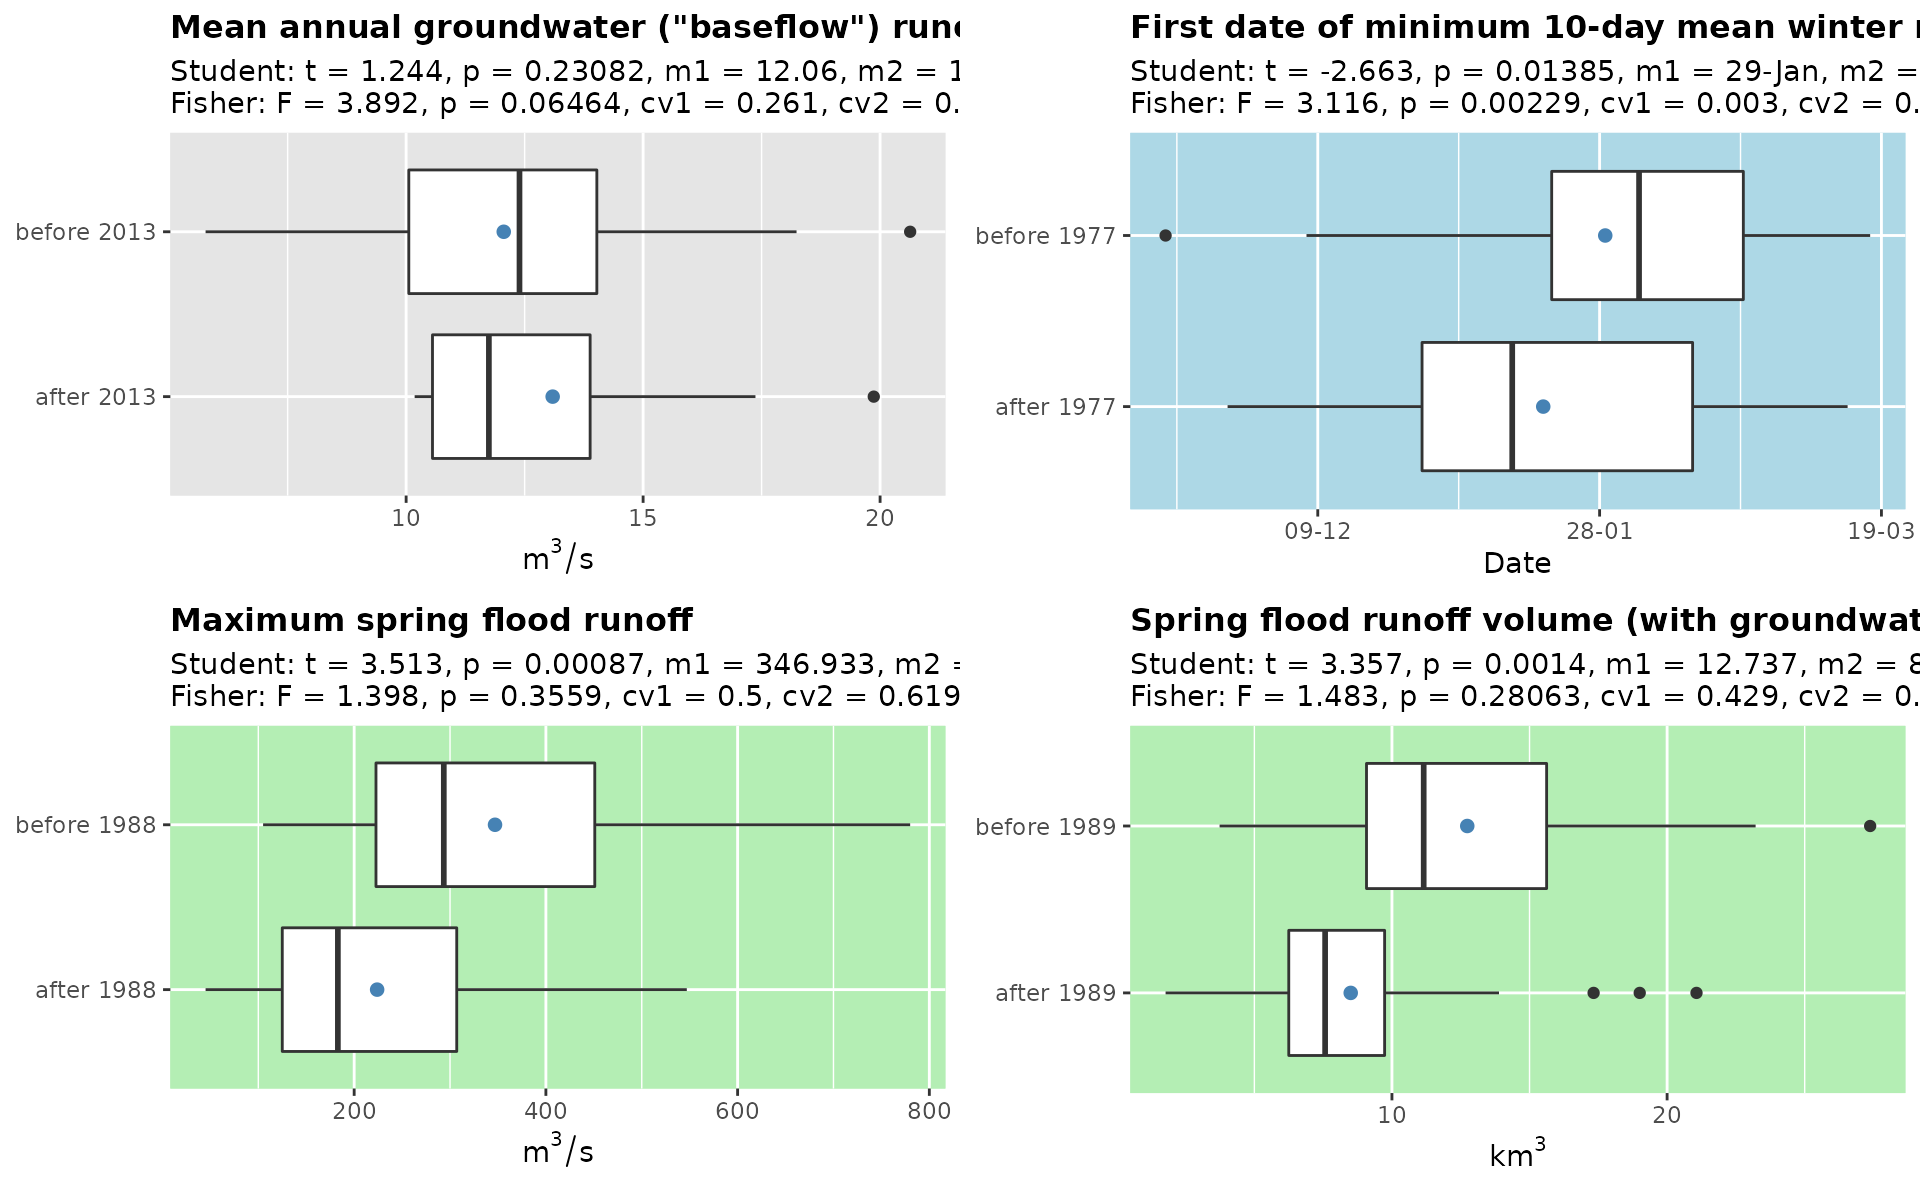 Mean annual groundwater ("baseflow")
Student: t = 1.244, p = 0.23082, m1 = 12.06, m2 = 1
Fisher: F = 3.892, p = 0.06464, cv1 = 0.261, cv2 = 0.
before 2013
after 2013
10 15 20
m³/s
First date of minimum 10-day mean winter
Student: t = -2.663, p = 0.01385, m1 = 29-Jan, m2 =
Fisher: F = 3.116, p = 0.00229, cv1 = 0.003, cv2 = 0.
before 1977
after 1977
09-12 28-01 19-03
Date
Maximum spring flood runoff
Student: t = 3.513, p = 0.00087, m1 = 346.933, m2 =
Fisher: F = 1.398, p = 0.3559, cv1 = 0.5, cv2 = 0.619
before 1988
after 1988
200 400 600 800
m³/s
Spring flood runoff volume (with
Student: t = 3.357, p = 0.0014, m1 = 12.737, m2 = 8
Fisher: F = 1.483, p = 0.28063, cv1 = 0.429, cv2 = 0.
before 1989
after 1989
10 20
km³